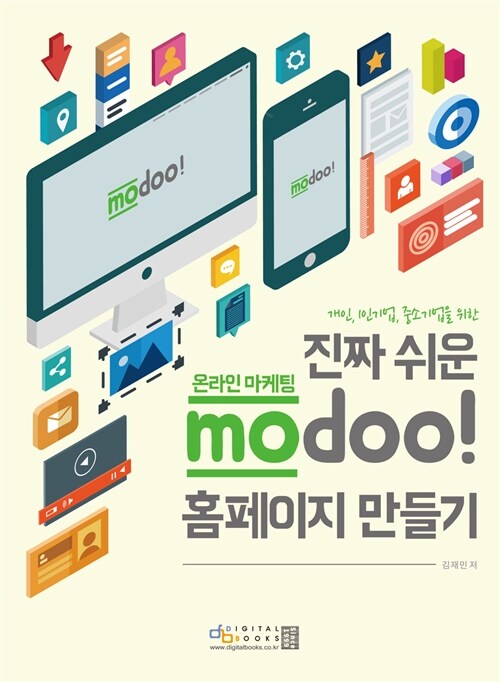 modoo!
modoo!
개인, 1인기업, 중소기업을 위한
진짜 쉬운
온라인 마케팅
modoo!
홈페이지 만들기
김재민 저
DIGITAL
BOOKS
Since
1999
www.digitalbooks.co.kr